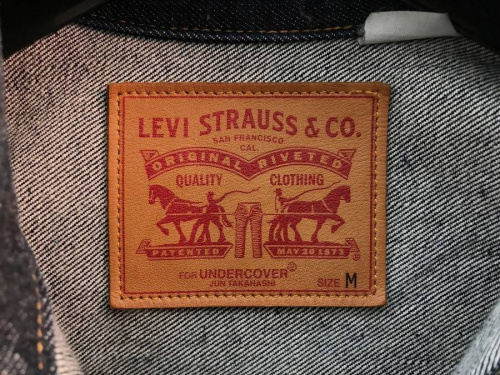 LEVI STRAUSS & CO.
SAN FRANCISCO
CAL.
ORIGINAL RIVETED
QUALITY CLOTHING
PATENTED MAY 20 1873
FOR UNDERCOVER®
JUN TAKAHASHI
SIZE M